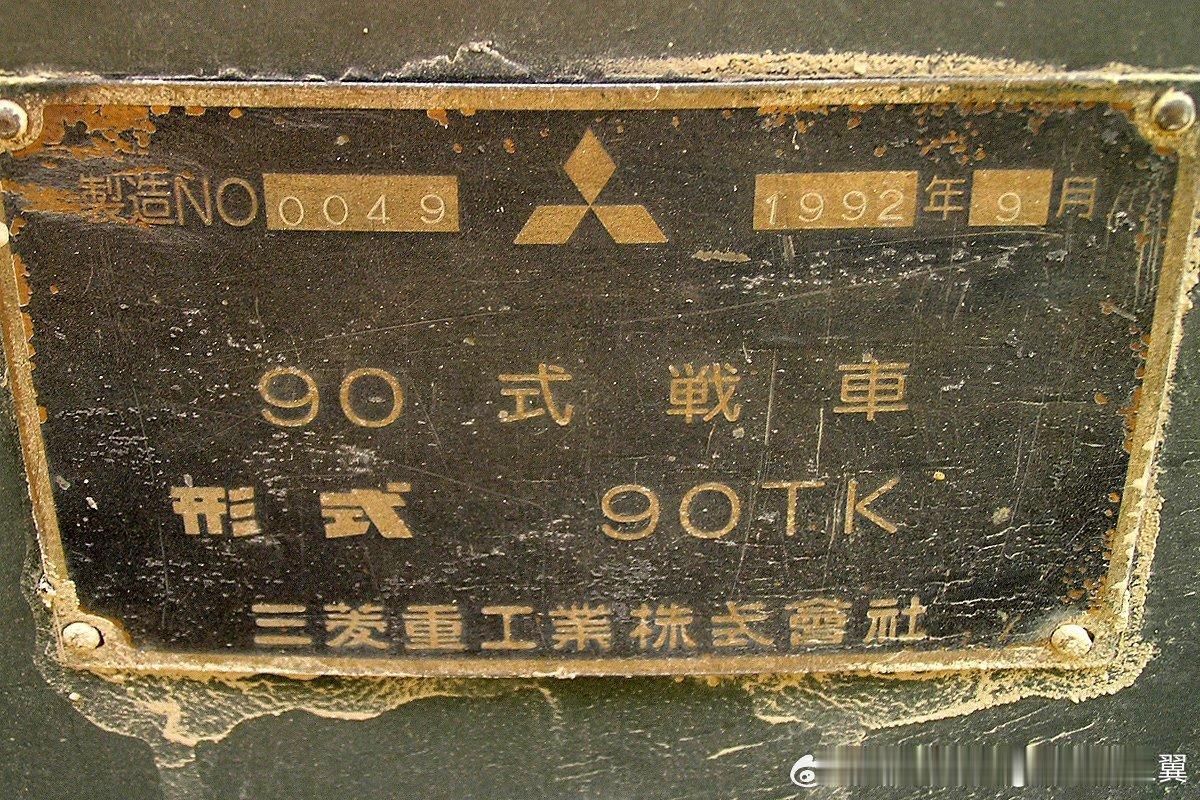 製造NO 0049 1992年9月
90式戦車
形式 90TK
三菱重工業株式會社
翼